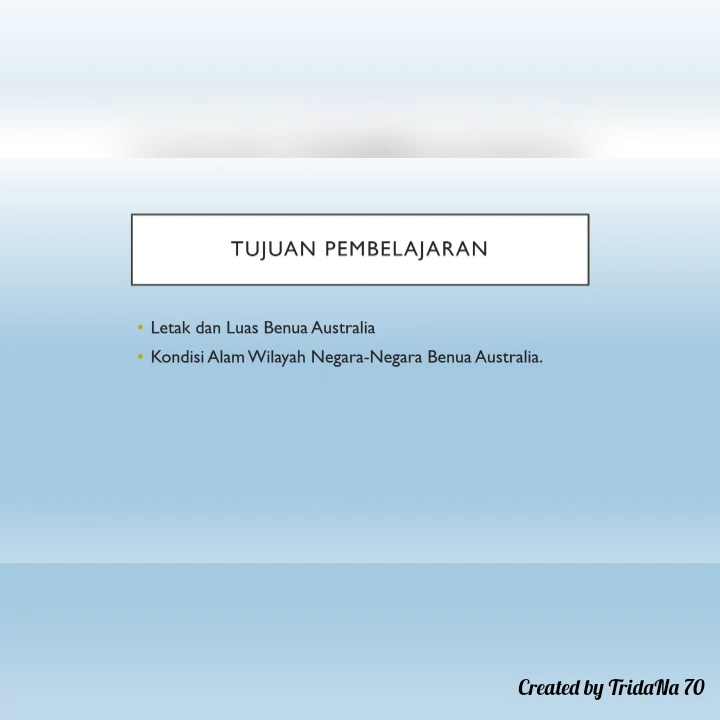 TUJUAN PEMBELAJARAN
• Letak dan Luas Benua Australia
• Kondisi Alam Wilayah Negara-Negara Benua Australia.
Created by TridaNa 70